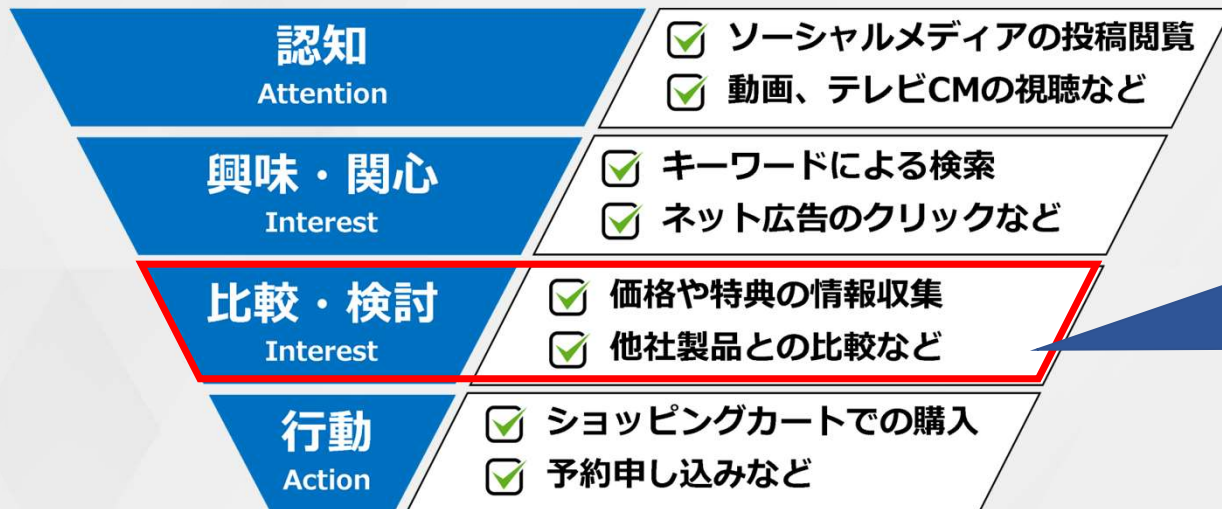 認知
Attention
ソーシャルメディアの投稿閲覧
動画、テレビCMの視聴など
興味・関心
Interest
キーワードによる検索
ネット広告のクリックなど
比較・検討
Interest
価格や特典の情報収集
他社製品との比較など
行動
Action
ショッピングカートでの購入
予約申し込みなど